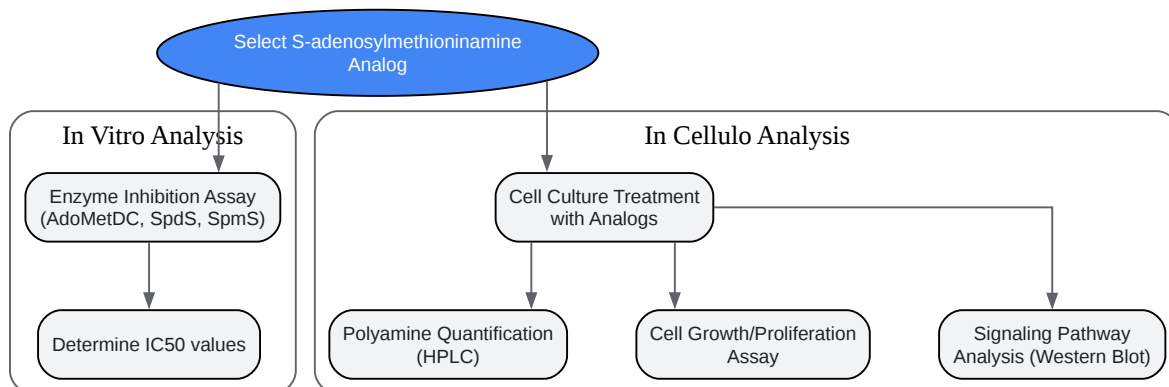 Select S-adenosylmethioninamine
Analog
In Vitro Analysis
In Cellulo Analysis
Enzyme Inhibition Assay
(AdoMetDC, SpdS, SpmS)
Cell Culture Treatment
with Analogs
Determine IC50 values
Polyamine Quantification
(HPLC)
Cell Growth/Proliferation
Assay
Signaling Pathway
Analysis (Western Blot)